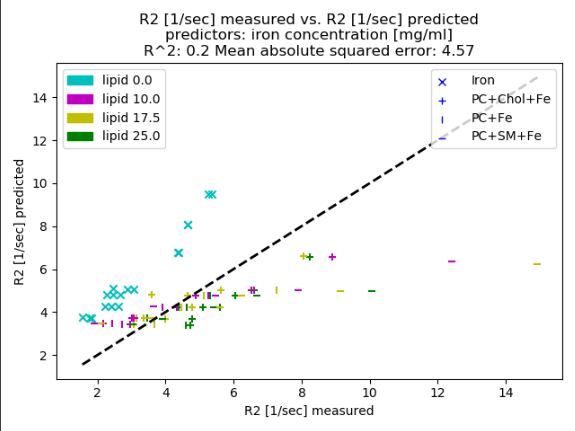 R2 [1/sec] measured vs. R2 [1/sec] predicted
predictors: iron concentration [mg/ml]
R^2: 0.2 Mean absolute squared error: 4.57
lipid 0.0
lipid 10.0
lipid 17.5
lipid 25.0
Iron
PC+Chol+Fe
PC+Fe
PC+SM+Fe
R2 [1/sec] predicted
14
12
10
8
6
4
2
2 4 6 8 10 12 14
R2 [1/sec] measured